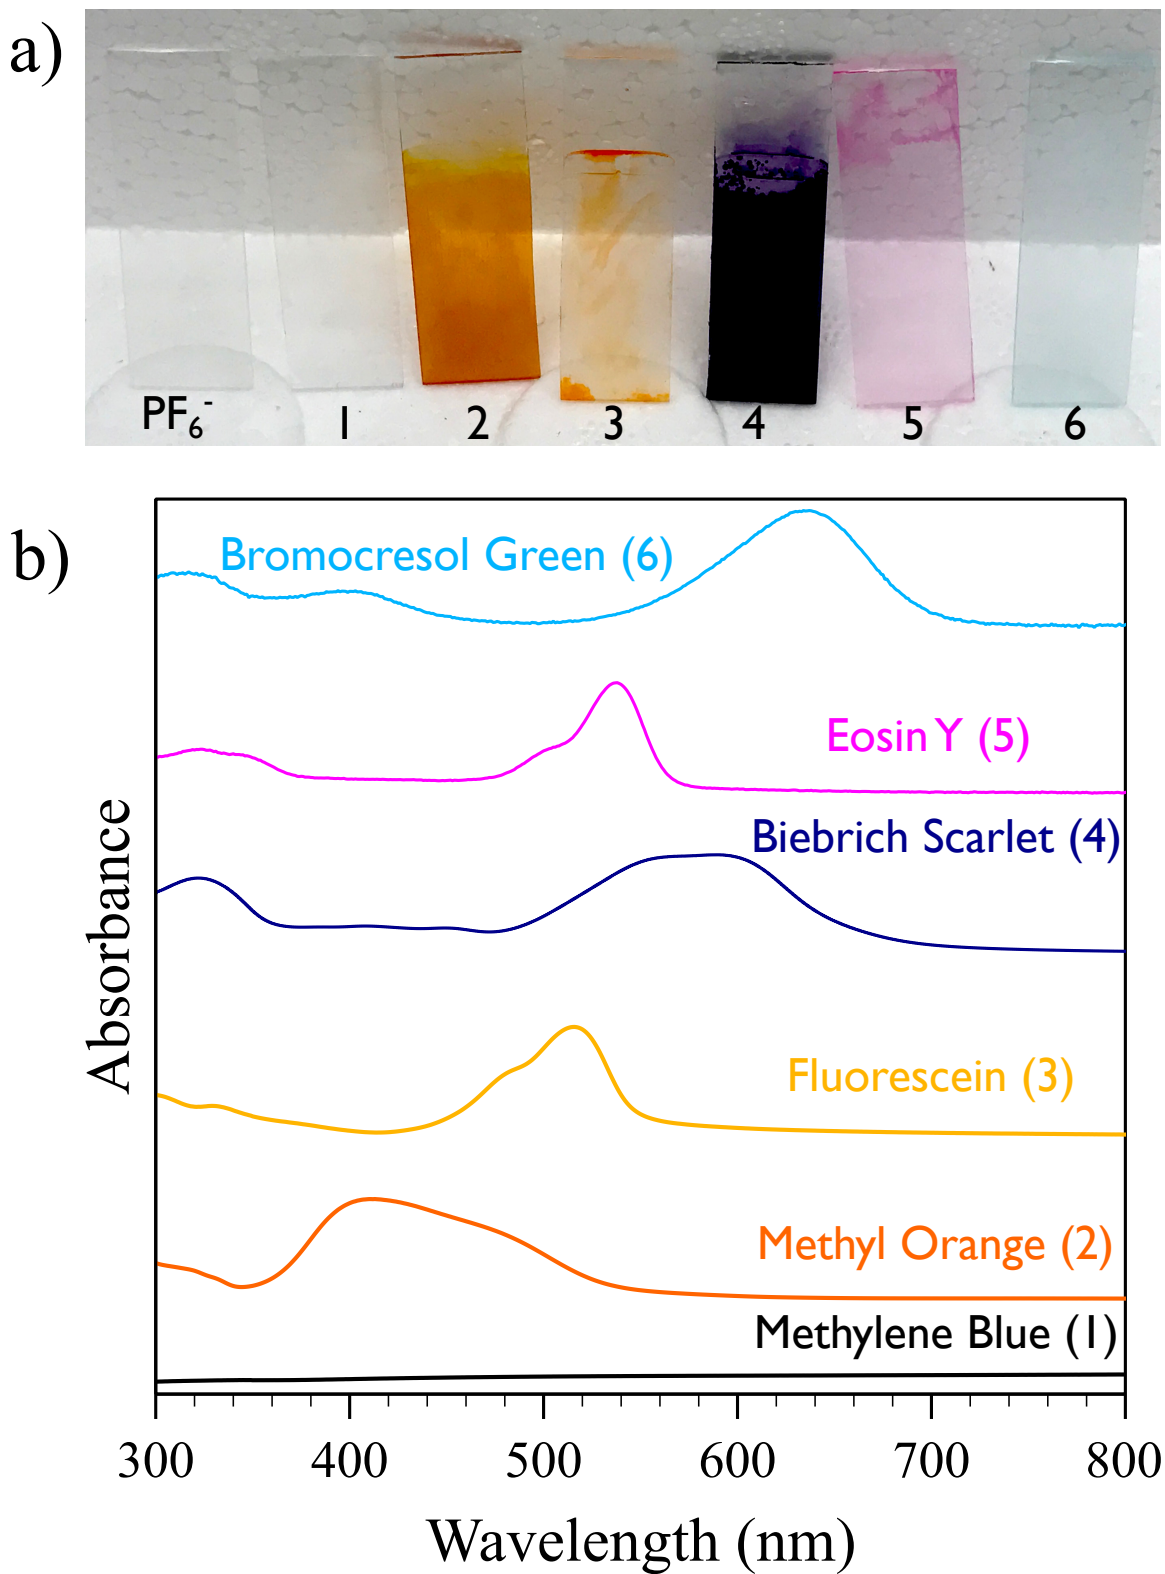 a)
PF₆⁻ 1 2 3 4 5 6
b)
Bromocresol Green (6)
Eosin Y (5)
Biebrich Scarlet (4)
Fluorescein (3)
Methyl Orange (2)
Methylene Blue (1)
Absorbance
300 400 500 600 700 800
Wavelength (nm)